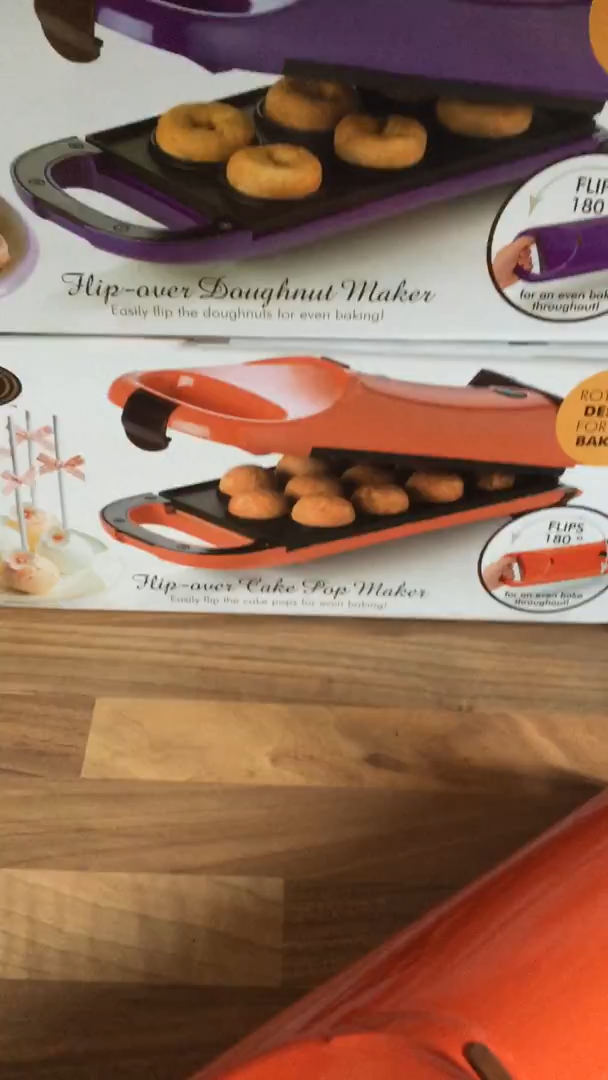 FLIP
180
for an even bak
throughout!
Flip-over Doughnut Maker
Easily flip the doughnuts for even baking!
ROT
DE
FOR
BAK
FLIPS
180 °
for an even bake
throughout!
Flip-over Cake Pop Maker
Easily flip the cake pops for even baking!